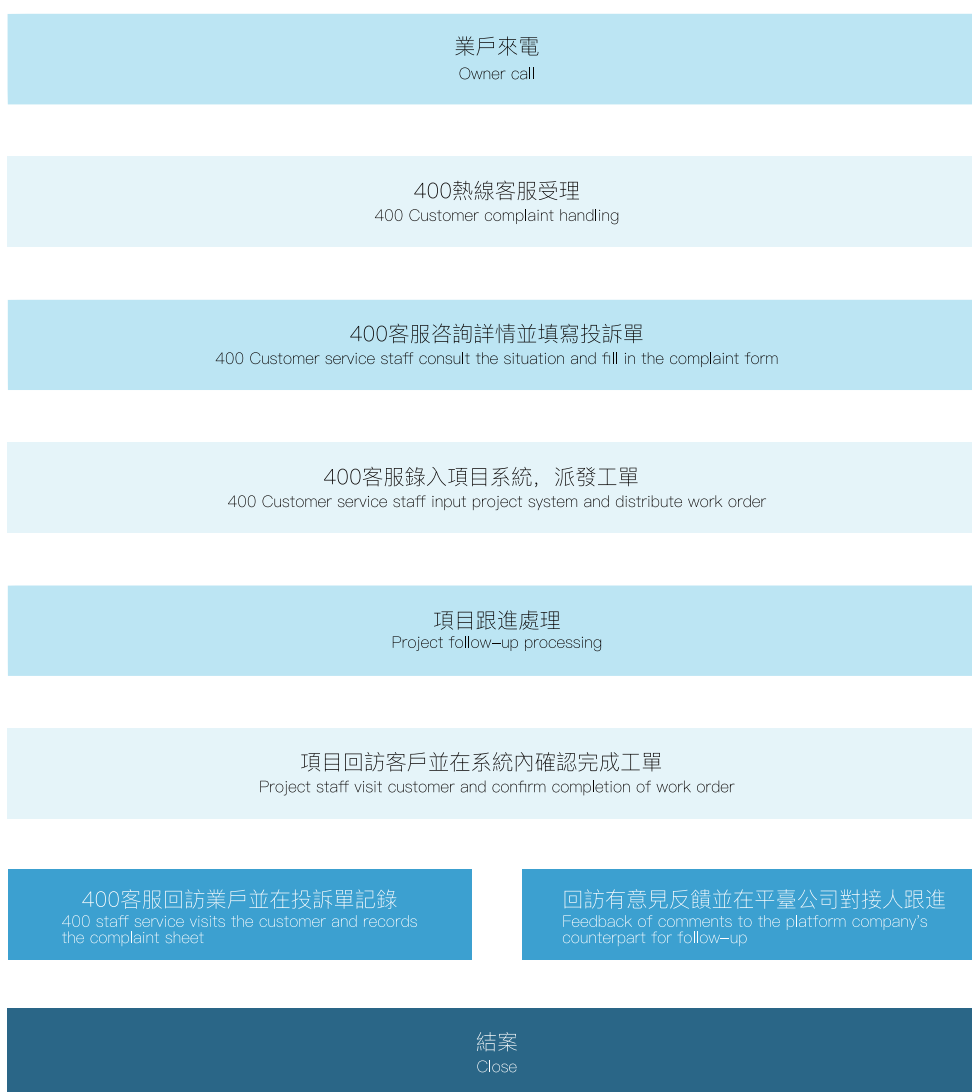 業戶來電
Owner call
400熱線客服受理
400 Customer complaint handling
400客服咨詢詳情並填寫投訴單
400 Customer service staff consult the situation and fill in the complaint form
400客服錄入項目系統，派發工單
400 Customer service staff input project system and distribute work order
項目跟進處理
Project follow–up processing
項目回訪客戶並在系統內確認完成工單
Project staff visit customer and confirm completion of work order
400客服回訪業戶並在投訴單記錄
400 staff service visits the customer and records
the complaint sheet
回訪有意見反饋並在平臺公司對接人跟進
Feedback of comments to the platform company's
counterpart for follow–up
結案
Close